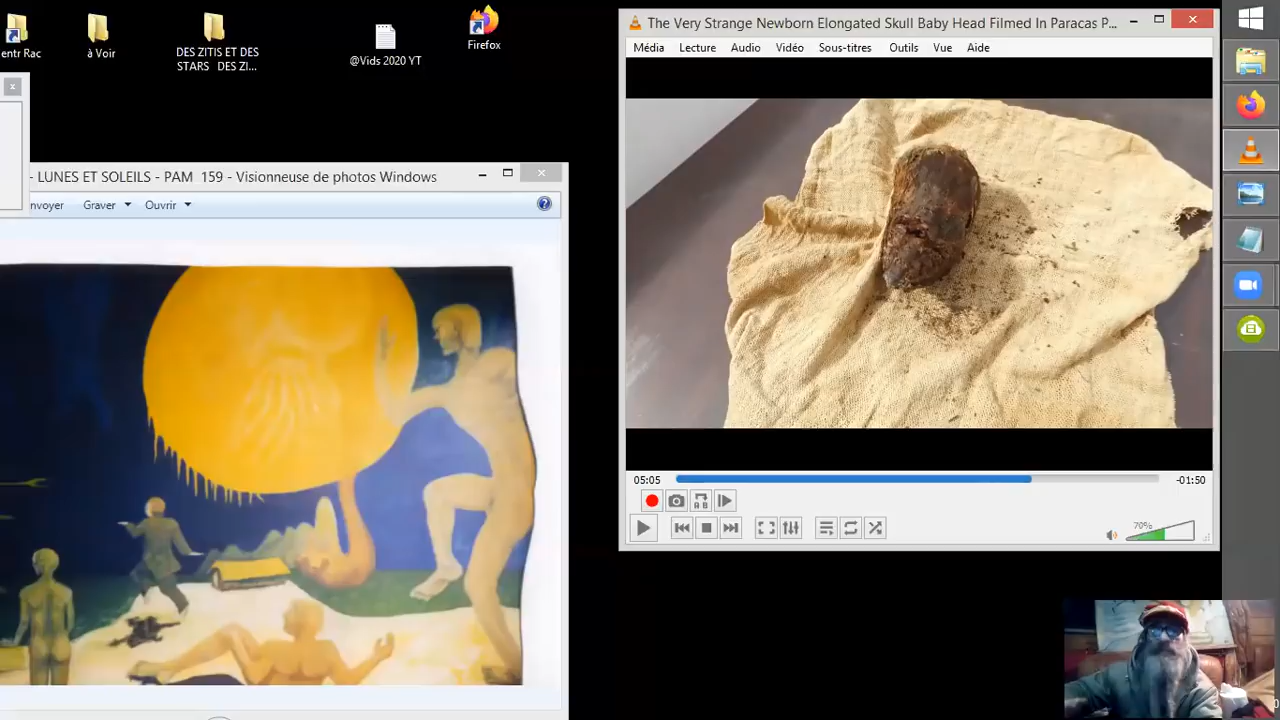 entr Rac
à Voir
DES ZITIS ET DES
STARS DES ZI...
@Vids 2020 YT
Firefox
The Very Strange Newborn Elongated Skull Baby Head Filmed In Paracas P...
Média Lecture Audio Vidéo Sous-titres Outils Vue Aide
- LUNES ET SOLEILS - PAM 159 - Visionneuse de photos Windows
nvoyer Graver Ouvrir
05:05
-01:50
70%